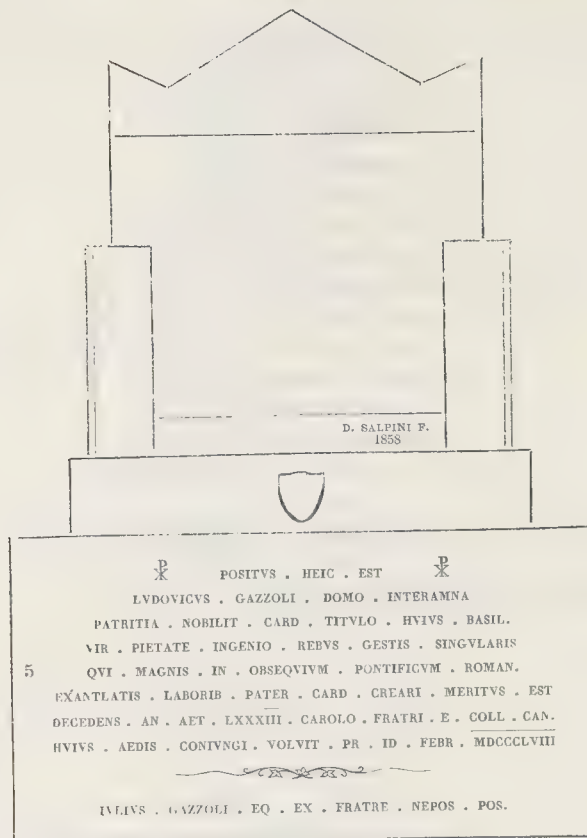 D. SALPINI F.
1858
☧ POSITVS . HEIC . EST ☧
LVDOVICVS . GAZZOLI . DOMO . INTERAMNA
PATRITIA . NOBILIT . CARD . TITVLO . HVIVS . BASIL.
VIR . PIETATE . INGENIO . REBVS . GESTIS . SINGVLARIS
5 QVI . MAGNIS . IN . OBSEQVIVM . PONTIFICVM . ROMAN.
EXANTLATIS . LABORIB . PATER . CARD . CREARI . MERITVS . EST
DECEDENS . AN . AET . LXXXIII . CAROLO . FRATRI . E . COLL . CAN.
HVIVS . AEDIS . CONIVNGI . VOLVIT . PR . ID . FEBR . MDCCCLVIII
IVLIVS . GAZZOLI . EQ . EX . FRATRE . NEPOS . POS.